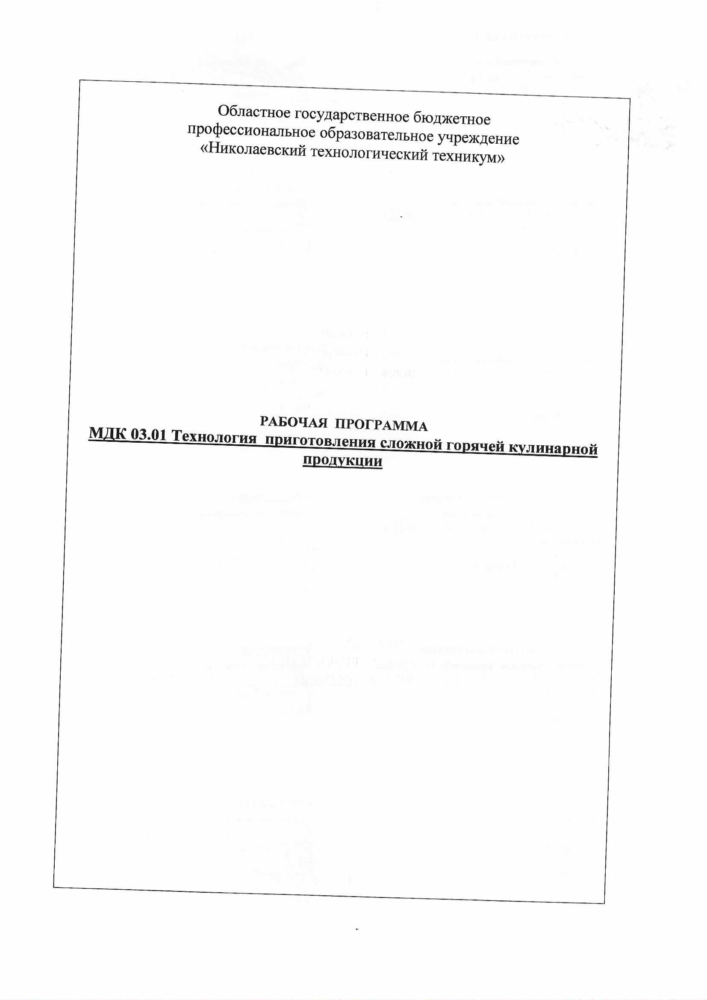 Областное государственное бюджетное
профессиональное образовательное учреждение
«Николаевский технологический техникум»
РАБОЧАЯ ПРОГРАММА
МДК 03.01 Технология приготовления сложной горячей кулинарной
продукции